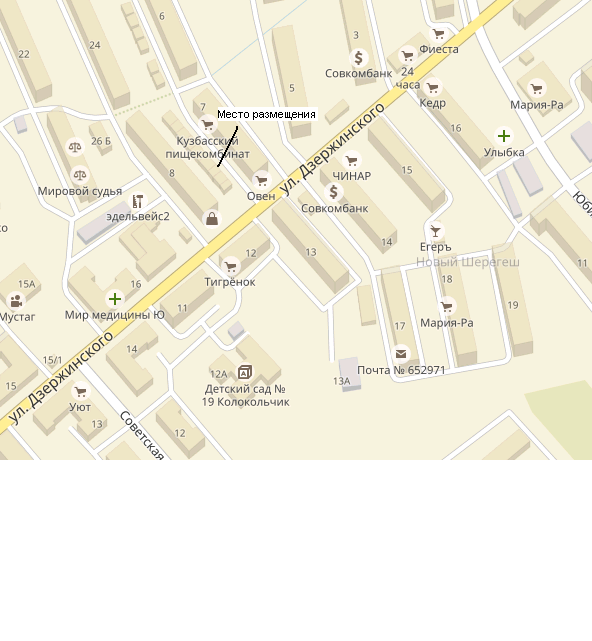 6
22
24
3
Фиеста
Совкомбанк
24
часа
5
Кедр
Мария-Ра
7
Место размещения
16
Кузбасский
пищекомбинат
26 Б
Улыбка
8
ЧИНАР
15
Мировой судья
Овен
ул. Дзержинского
Совкомбанк
эдельвейс2
14
Егеръ
12
13
11
Новый Шерегеш
Тигрёнок
15А
16
18
Мустаг
Мир медицины Ю
11
19
Мария-Ра
17
14
ул. Дзержинского
15/1
12А
Почта № 652971
13А
15
Детский сад №
19 Колокольчик
Уют
13
Советская
12